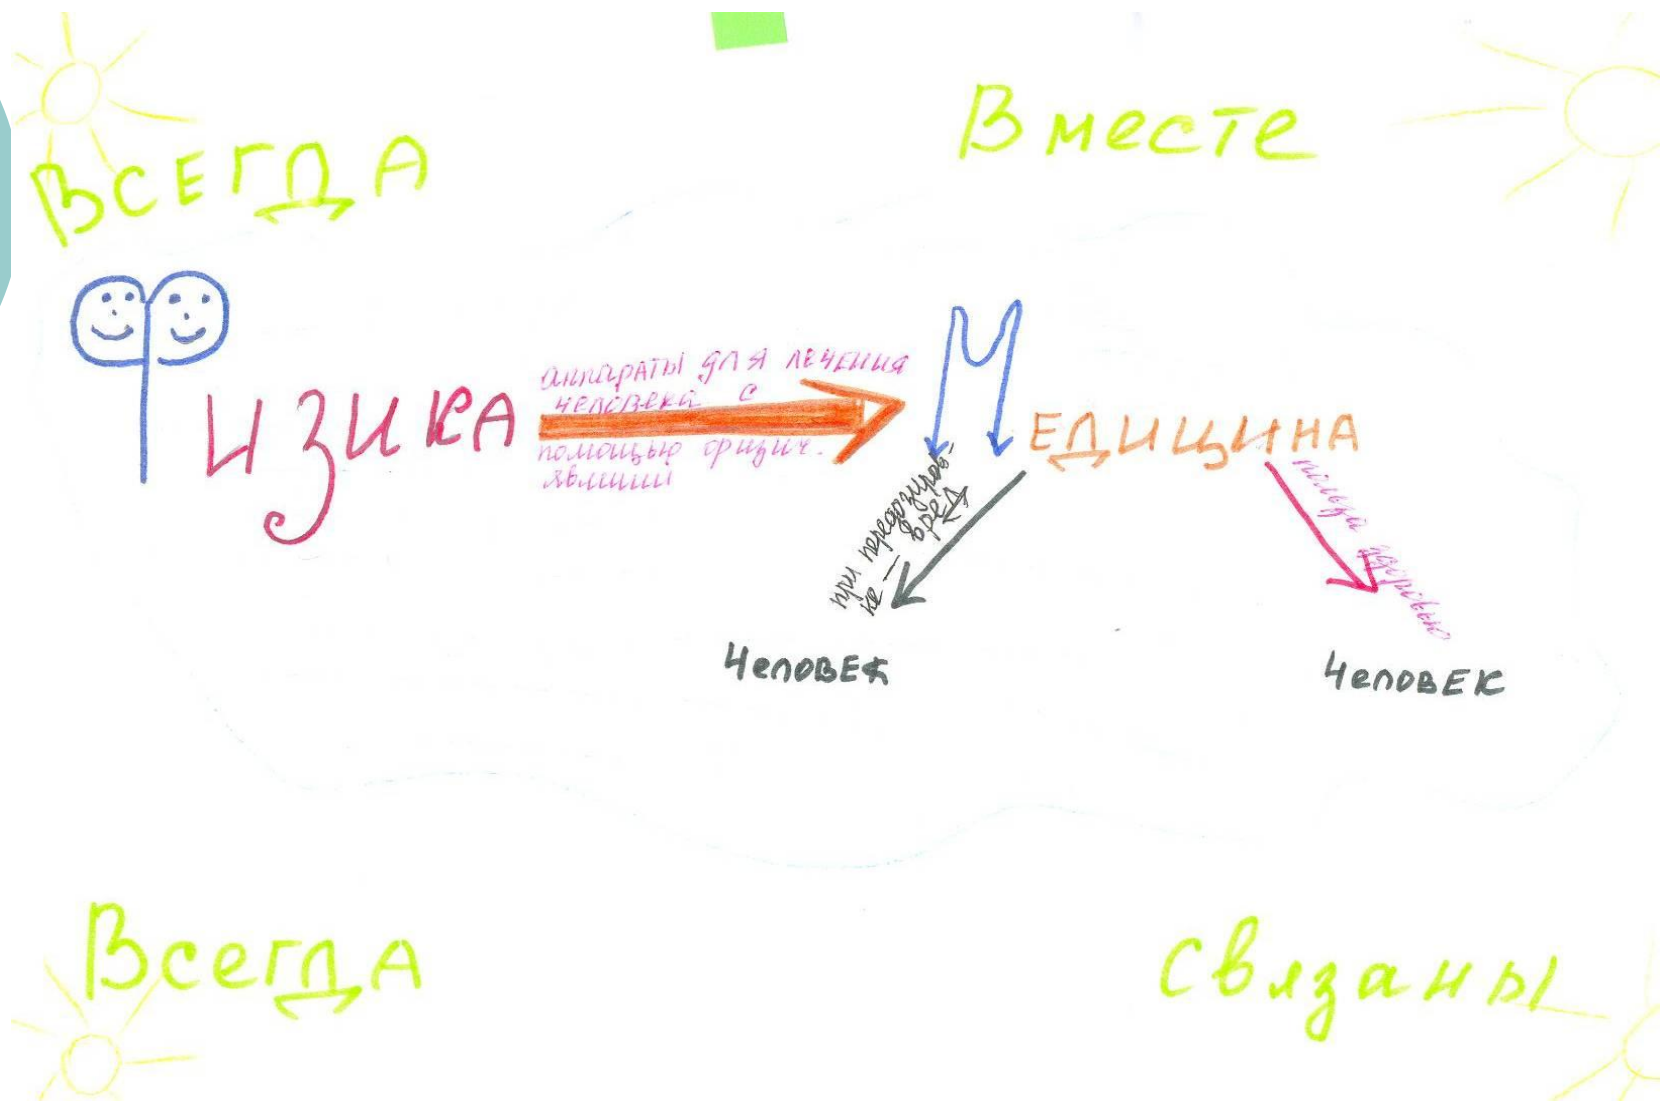 ВСЕГДА
Вместе
ФИЗИКА
аппараты для лечения
человека с
помощью физич.
явлиии
МЕДИЦИНА
при передозиров-
ке – вред
польза здоровью
Человек
Человек
Всегда
связаны